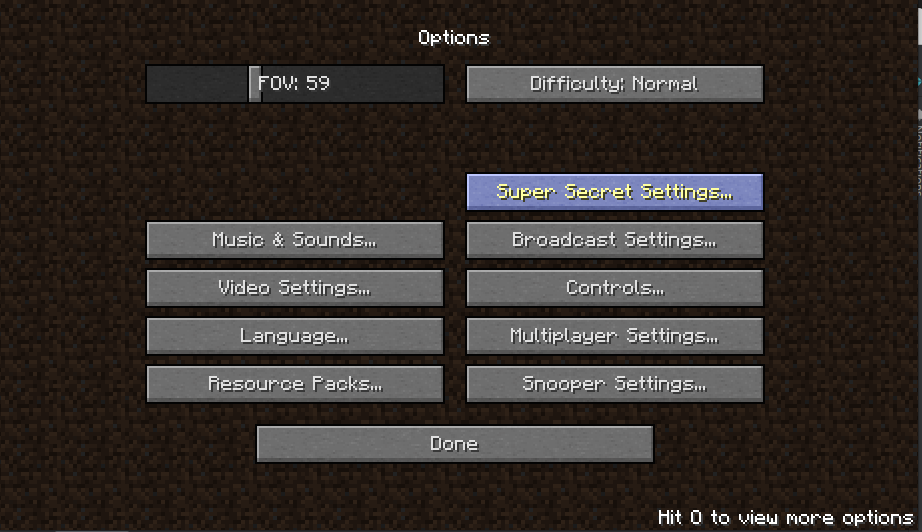 Options
FOV: 59
Difficulty: Normal
Super Secret Settings...
Music & Sounds...
Broadcast Settings...
Video Settings...
Controls...
Language...
Multiplayer Settings...
Resource Packs...
Snooper Settings...
Done
Hit O to view more options